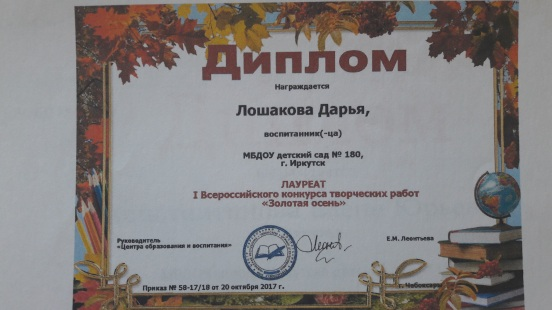 Диплом
Награждается
Лошакова Дарья,
воспитанник(-ца)
МБДОУ детский сад № 180,
г. Иркутск
ЛАУРЕАТ
I Всероссийского конкурса творческих работ
«Золотая осень»
Руководитель
«Центра образования и воспитания»
Е.М. Леонтьева
г. Чебоксары
Приказ № 58-17/18 от 20 октября 2017 г.